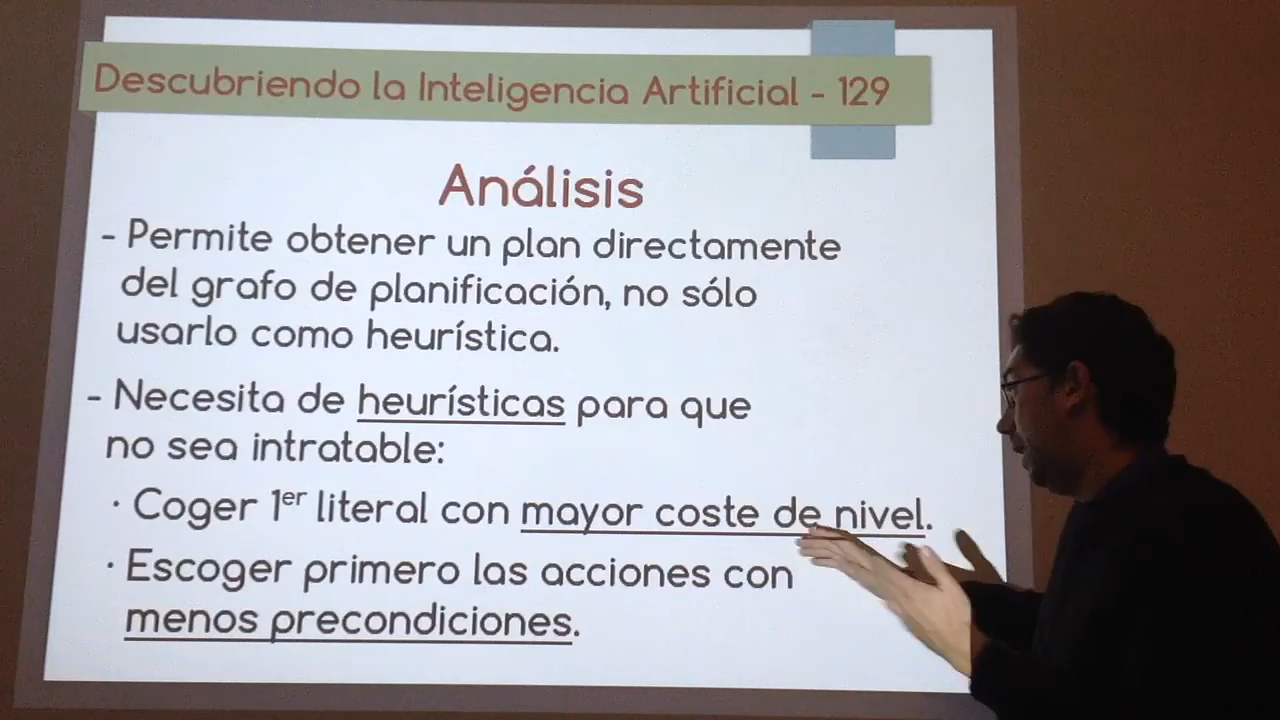 Descubriendo la Inteligencia Artificial - 129
Análisis
- Permite obtener un plan directamente
del grafo de planificación, no sólo
usarlo como heurística.
- Necesita de heurísticas para que
no sea intratable:
· Coger 1er literal con mayor coste de nivel.
· Escoger primero las acciones con
menos precondiciones.